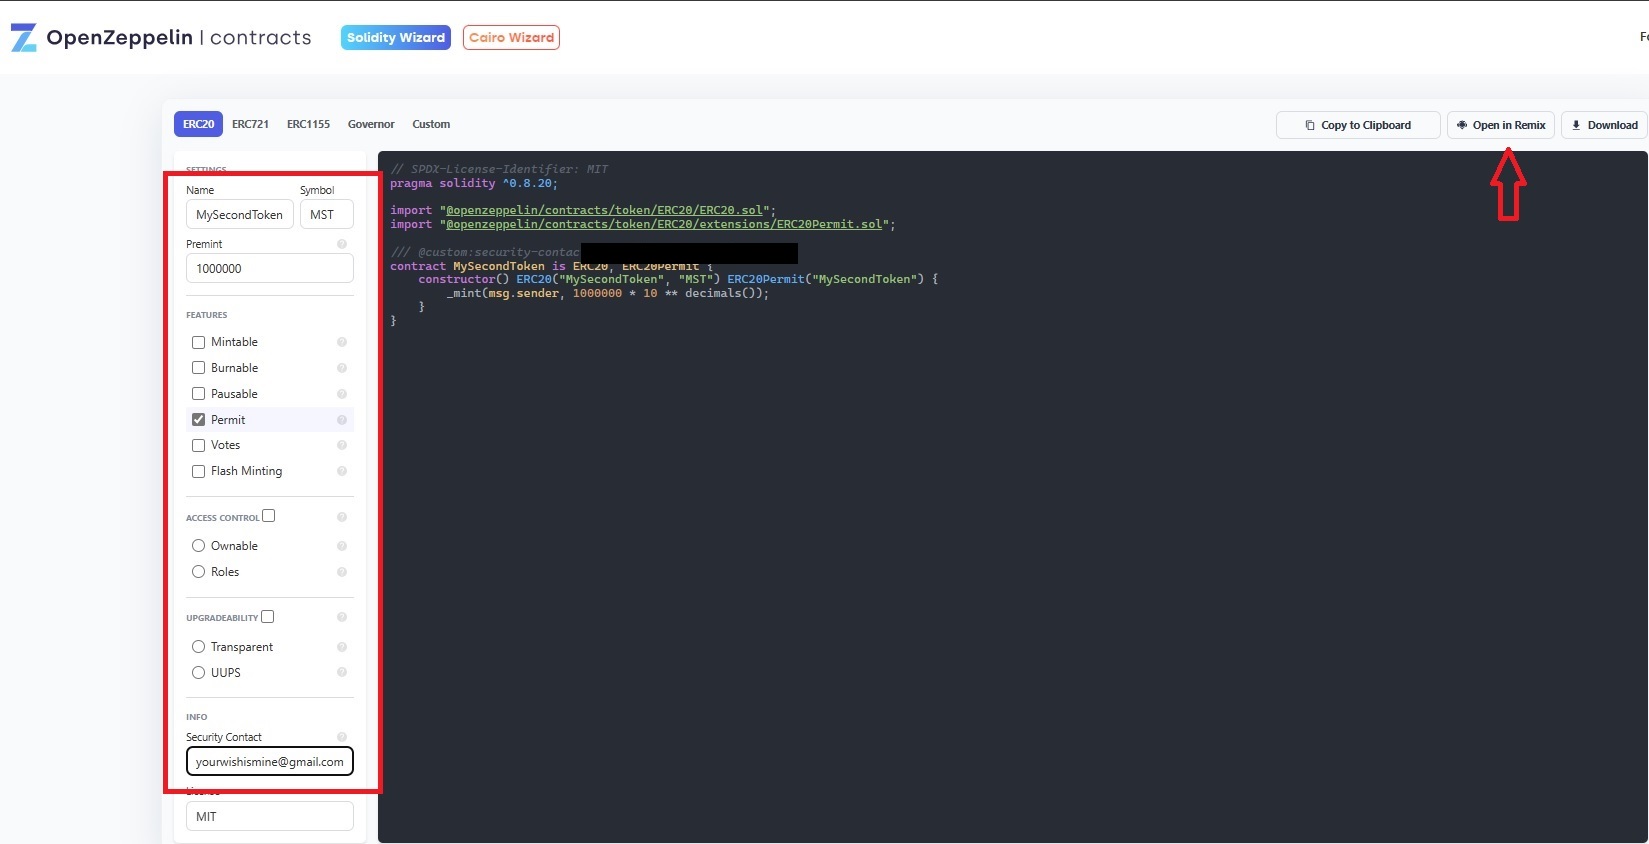 OpenZeppelin | contracts
Solidity Wizard
Cairo Wizard
ERC20
ERC721
ERC1155
Governor
Custom
Copy to Clipboard
Open in Remix
Download
SETTINGS
Name
Symbol
MySecondToken
MST
Premint
1000000
FEATURES
Mintable
Burnable
Pausable
Permit
Votes
Flash Minting
ACCESS CONTROL
Ownable
Roles
UPGRADEABILITY
Transparent
UUPS
INFO
Security Contact
yourwishismine@gmail.com
License
MIT
// SPDX-License-Identifier: MIT
pragma solidity ^0.8.20;
import "@openzeppelin/contracts/token/ERC20/ERC20.sol";
import "@openzeppelin/contracts/token/ERC20/extensions/ERC20Permit.sol";
/// @custom:security-contac
contract MySecondToken is ERC20, ERC20Permit {
constructor() ERC20("MySecondToken", "MST") ERC20Permit("MySecondToken") {
_mint(msg.sender, 1000000 * 10 ** decimals());
}
}